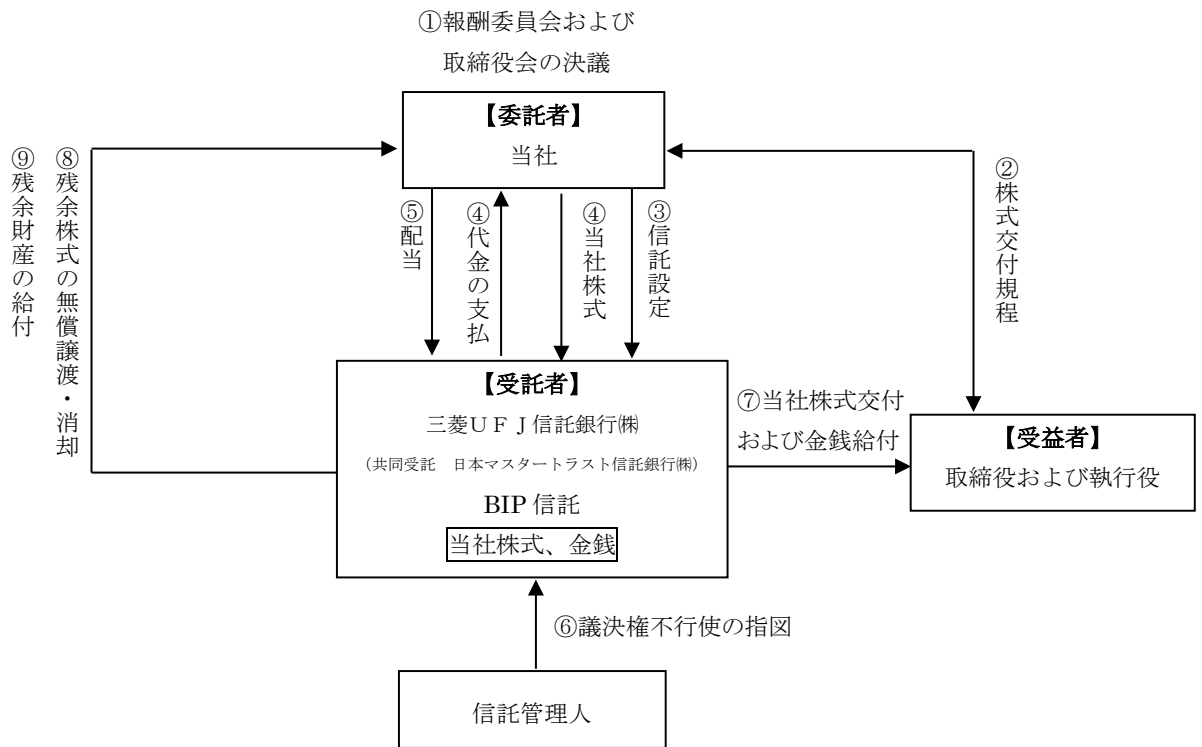 ①報酬委員会および
取締役会の決議
【委託者】
当社
⑨残余財産の給付
⑧残余株式の無償譲渡・消却
⑤配当
④代金の支払
④当社株式
③信託設定
②株式交付規程
【受託者】
三菱ＵＦＪ信託銀行㈱
（共同受託　日本マスタートラスト信託銀行㈱）
BIP 信託
当社株式、金銭
⑦当社株式交付
および金銭給付
【受益者】
取締役および執行役
⑥議決権不行使の指図
信託管理人